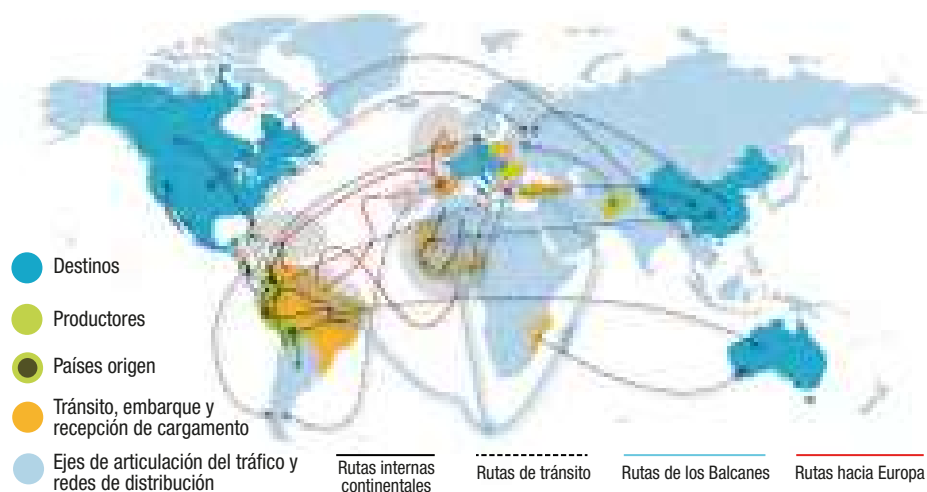 Destinos
Productores
Países origen
Tránsito, embarque y
recepción de cargamento
Ejes de articulación del tráfico y
redes de distribución
Rutas internas
continentales
Rutas de tránsito
Rutas de los Balcanes
Rutas hacia Europa